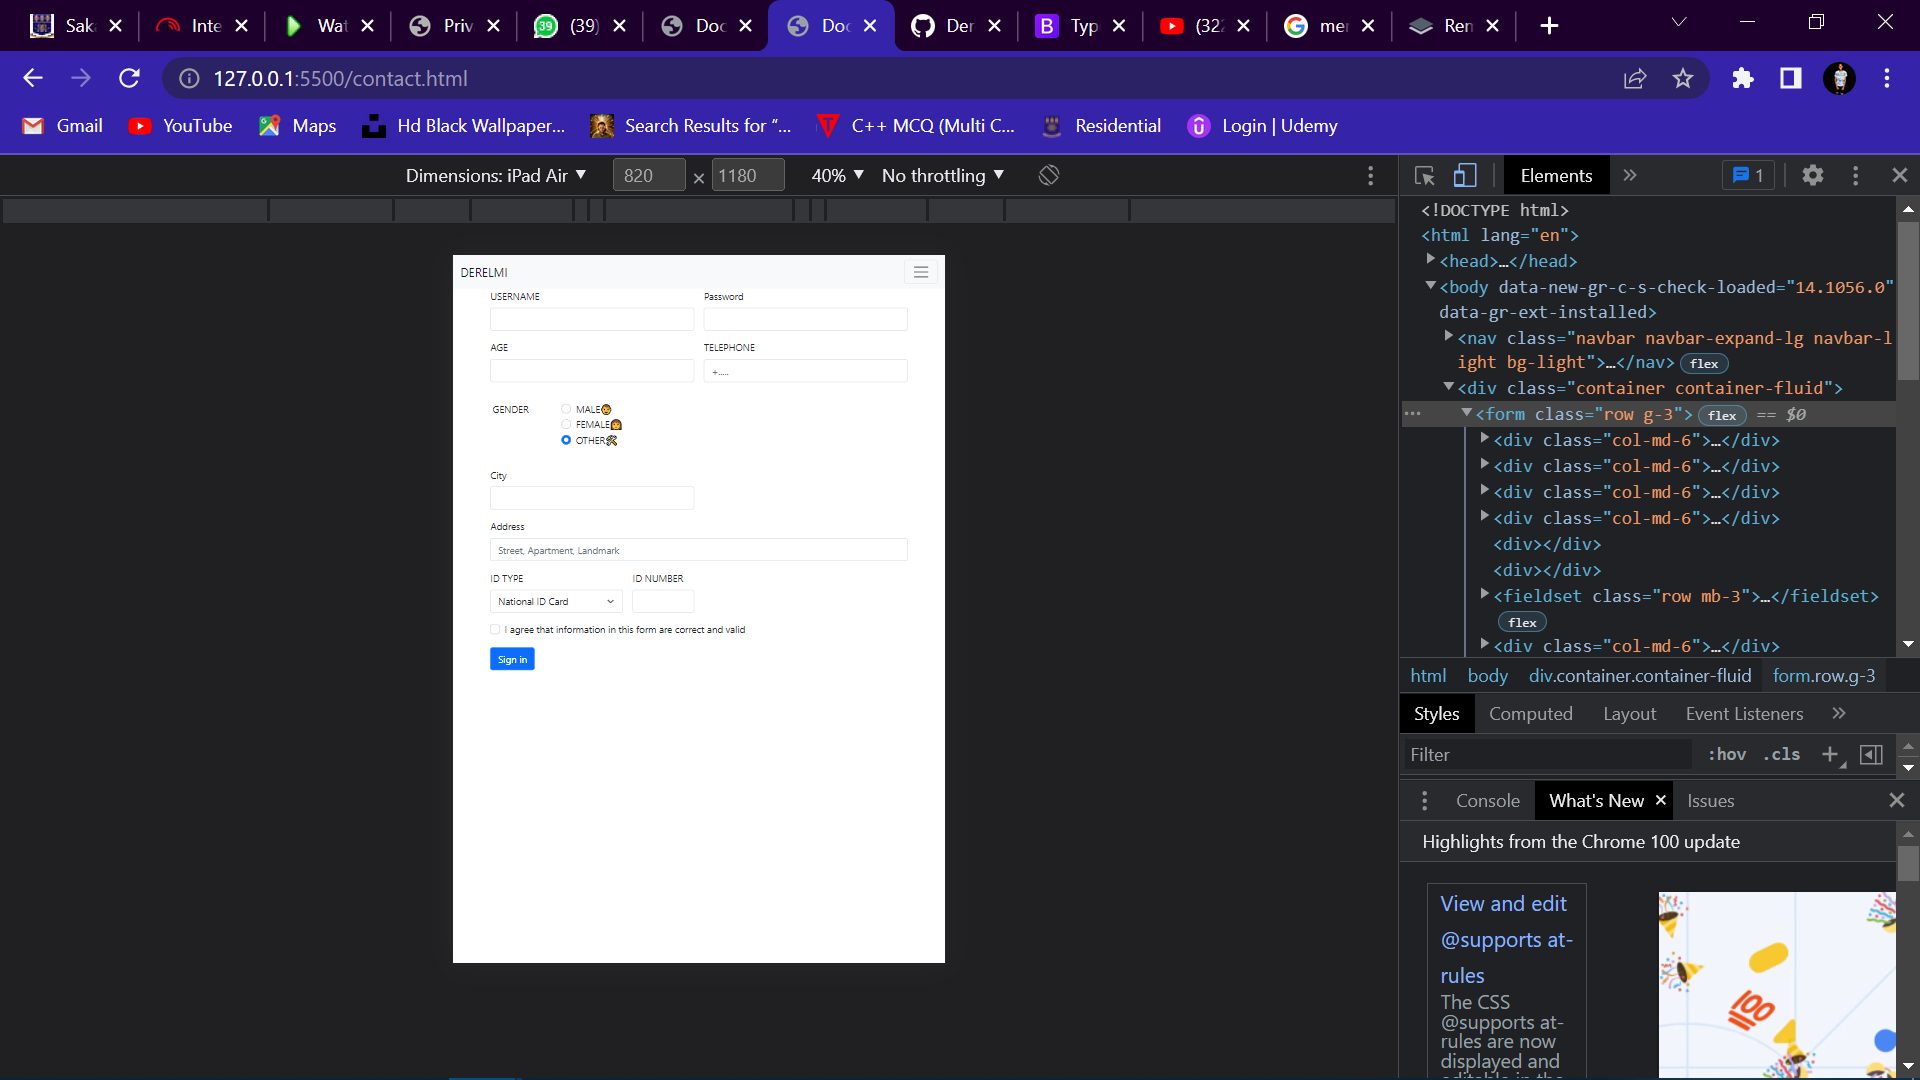 Saka
Inte
Wat
Priv
(39)
Doc
Doc
Der
Typ
(322
mer
Rem
127.0.0.1:5500/contact.html
Gmail
YouTube
Maps
Hd Black Wallpaper...
Search Results for “...
C++ MCQ (Multi C...
Residential
Login | Udemy
Dimensions: iPad Air
820 × 1180
40%
No throttling
Elements
1
DERELMI
USERNAME
Password
AGE
TELEPHONE
+.....
GENDER
MALE
FEMALE
OTHER
City
Address
Street, Apartment, Landmark
ID TYPE
ID NUMBER
National ID Card
I agree that information in this form are correct and valid
Sign in
<!DOCTYPE html>
<html lang="en">
<head>…</head>
<body data-new-gr-c-s-check-loaded="14.1056.0"
data-gr-ext-installed>
<nav class="navbar navbar-expand-lg navbar-l
ight bg-light">…</nav> flex
<div class="container container-fluid">
<form class="row g-3"> flex == $0
<div class="col-md-6">…</div>
<div class="col-md-6">…</div>
<div class="col-md-6">…</div>
<div class="col-md-6">…</div>
<div></div>
<div></div>
<fieldset class="row mb-3">…</fieldset>
flex
<div class="col-md-6">…</div>
html body div.container.container-fluid form.row.g-3
Styles Computed Layout Event Listeners
Filter :hov .cls
Console What's New Issues
Highlights from the Chrome 100 update
View and edit
@supports at-
rules
The CSS
@supports at-
rules are now
displayed and
editable in the
100